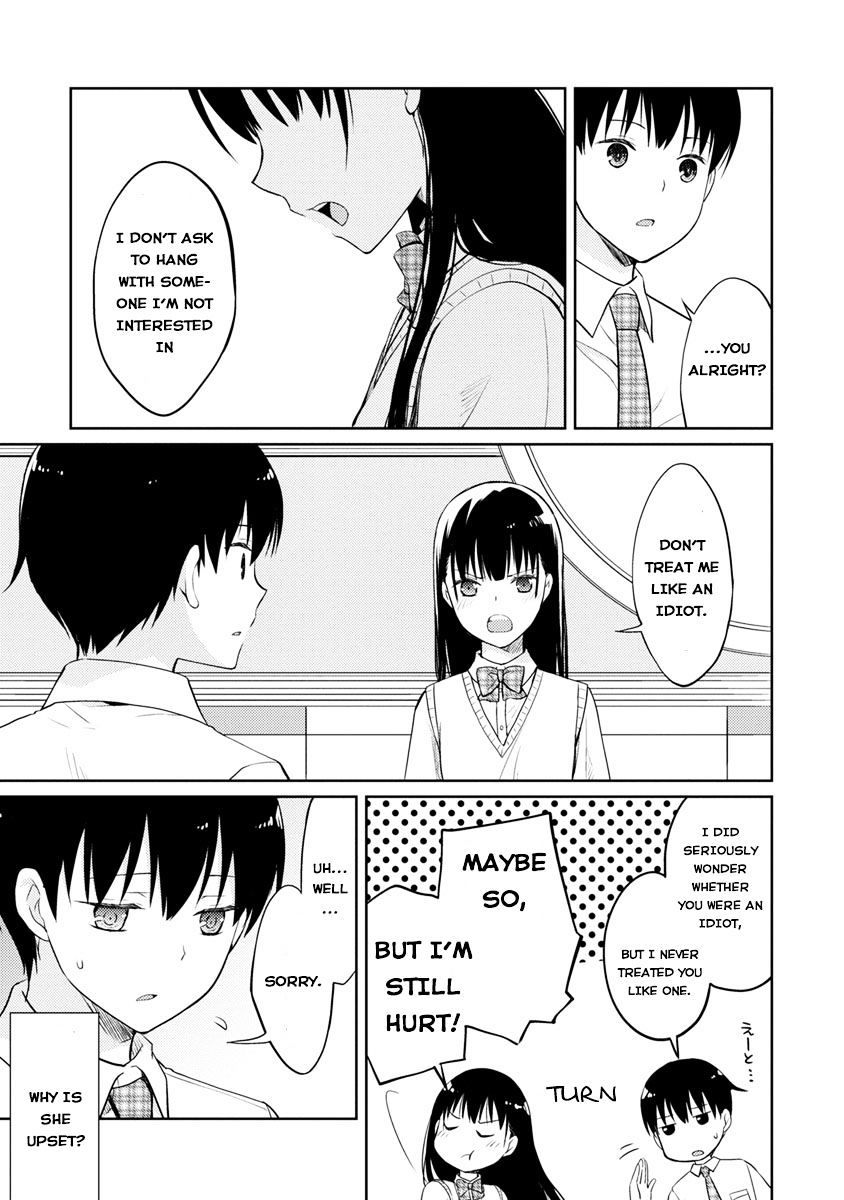 ...YOU
ALRIGHT?
I DON'T ASK
TO HANG
WITH SOME-
ONE I'M NOT
INTERESTED
IN
DON'T
TREAT ME
LIKE AN
IDIOT.
I DID
SERIOUSLY
WONDER
WHETHER
YOU WERE AN
IDIOT,
BUT I NEVER
TREATED YOU
LIKE ONE.
えーと…
MAYBE
SO,
BUT I'M
STILL
HURT!
TURN
UH...
WELL
...
SORRY.
WHY IS
SHE
UPSET?